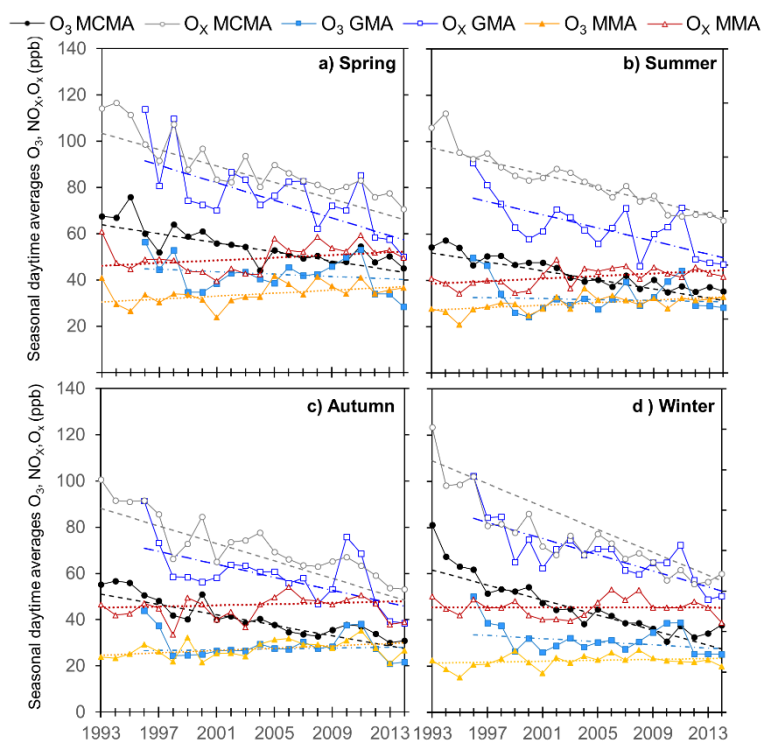 O3 MCMA OX MCMA O3 GMA OX GMA O3 MMA OX MMA
Seasonal daytime averages O3, NOX,Ox (ppb)
140
120
100
80
60
40
20
a) Spring
b) Summer
Seasonal daytime averages O3, NOX,Ox (ppb)
140
120
100
80
60
40
20
0
c) Autumn
d ) Winter
1993 1997 2001 2005 2009 2013 1993 1997 2001 2005 2009 2013